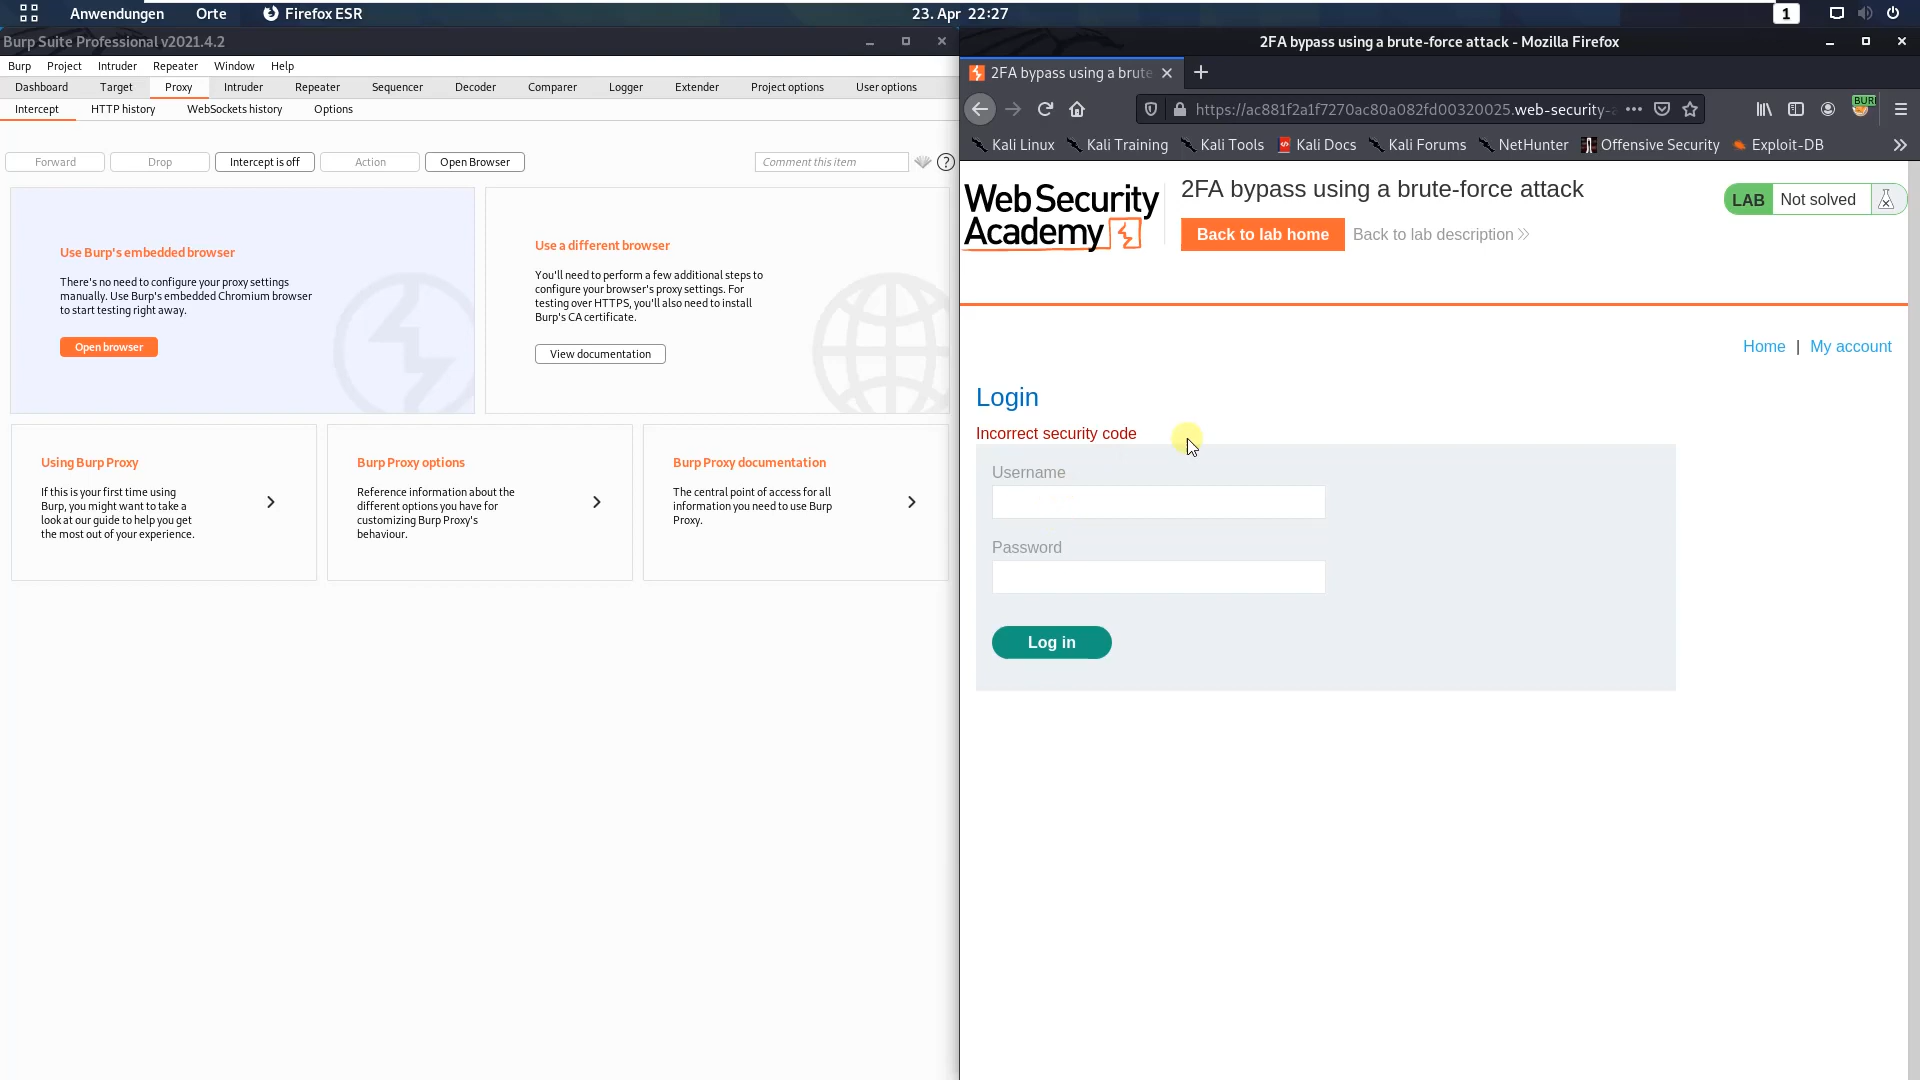 Anwendungen Orte Firefox ESR 23. Apr 22:27 1
Burp Suite Professional v2021.4.2
Burp Project Intruder Repeater Window Help
Dashboard Target Proxy Intruder Repeater Sequencer Decoder Comparer Logger Extender Project options User options
Intercept HTTP history WebSockets history Options
Forward Drop Intercept is off Action Open Browser Comment this item ?
Use Burp's embedded browser
There's no need to configure your proxy settings
manually. Use Burp's embedded Chromium browser
to start testing right away.
Open browser
Use a different browser
You'll need to perform a few additional steps to
configure your browser's proxy settings. For
testing over HTTPS, you'll also need to install
Burp's CA certificate.
View documentation
Using Burp Proxy
If this is your first time using
Burp, you might want to take a
look at our guide to help you get
the most out of your experience.
Burp Proxy options
Reference information about the
different options you have for
customizing Burp Proxy's
behaviour.
Burp Proxy documentation
The central point of access for all
information you need to use Burp
Proxy.
2FA bypass using a brute-force attack - Mozilla Firefox
2FA bypass using a brute
https://ac881f2a1f7270ac80a082fd00320025.web-security-
BURP
Kali Linux Kali Training Kali Tools Kali Docs Kali Forums NetHunter Offensive Security Exploit-DB
Web Security
Academy
2FA bypass using a brute-force attack
Back to lab home Back to lab description
LAB Not solved
Home | My account
Login
Incorrect security code
Username
Password
Log in